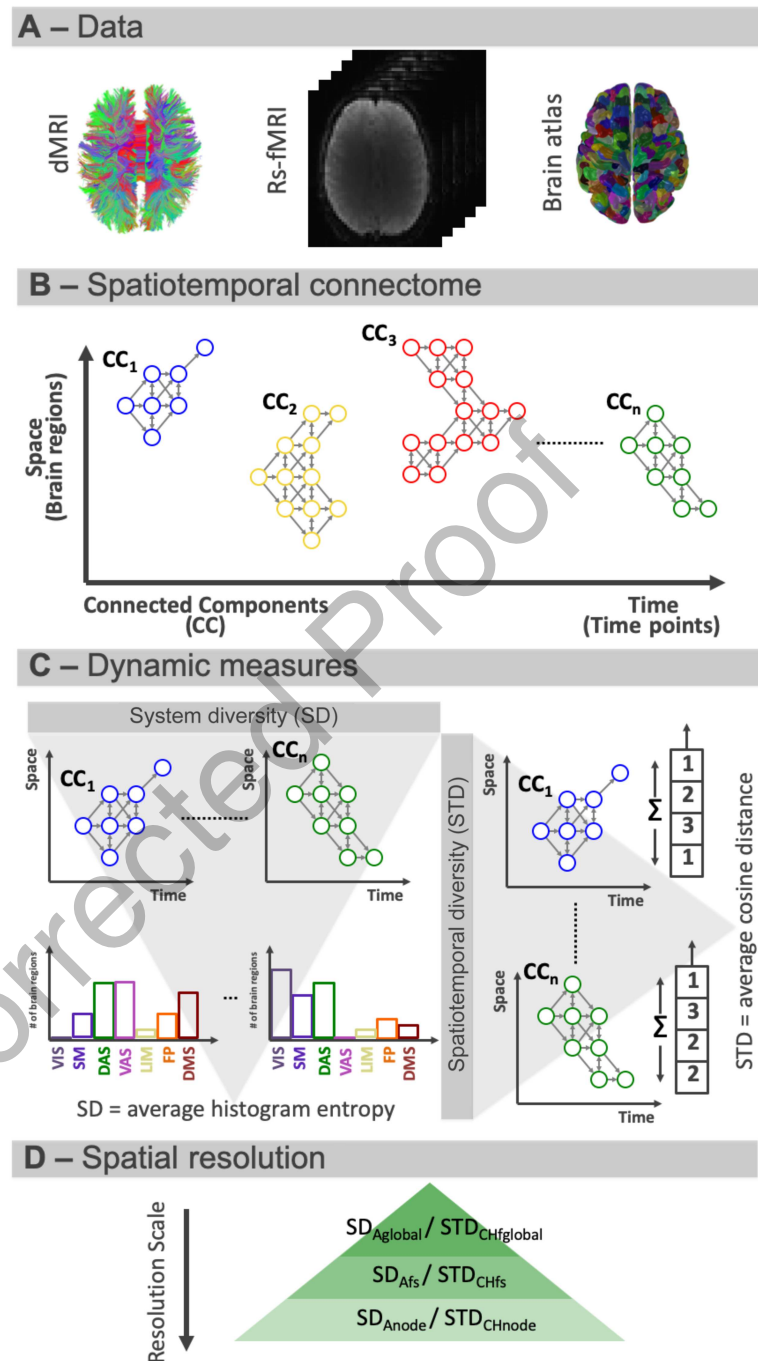 A – Data
dMRI
Rs-fMRI
Brain atlas
B – Spatiotemporal connectome
Space
(Brain regions)
CC1
CC2
CC3
CCn
Connected Components
(CC)
Time
(Time points)
C – Dynamic measures
System diversity (SD)
Space
CC1
Time
Space
CCn
Time
# of brain regions
VIS
SM
DAS
VAS
LIM
FP
DMS
...
# of brain regions
VIS
SM
DAS
VAS
LIM
FP
DMS
SD = average histogram entropy
Spatiotemporal diversity (STD)
Space
CC1
Time
Σ
1
2
3
1
Space
CCn
Time
Σ
1
3
2
2
STD = average cosine distance
D – Spatial resolution
Resolution Scale
SDAglobal / STDCHfglobal
SDAfs / STDCHfs
SDAnode / STDCHnode
orrected Proof